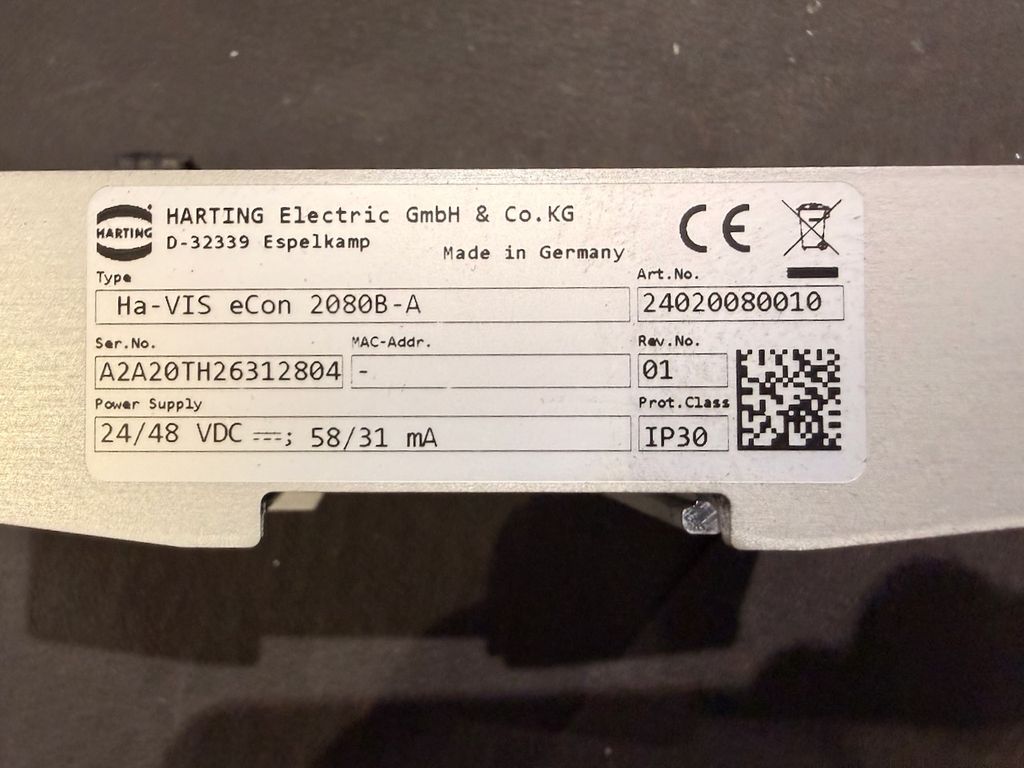 HARTING
HARTING Electric GmbH & Co.KG
D-32339 Espelkamp
Made in Germany
CE
Type
Ha-VIS eCon 2080B-A
Art.No.
24020080010
Ser.No.
A2A20TH26312804
MAC-Addr.
-
Rev.No.
01
Power Supply
24/48 VDC ⎓; 58/31 mA
Prot.Class
IP30